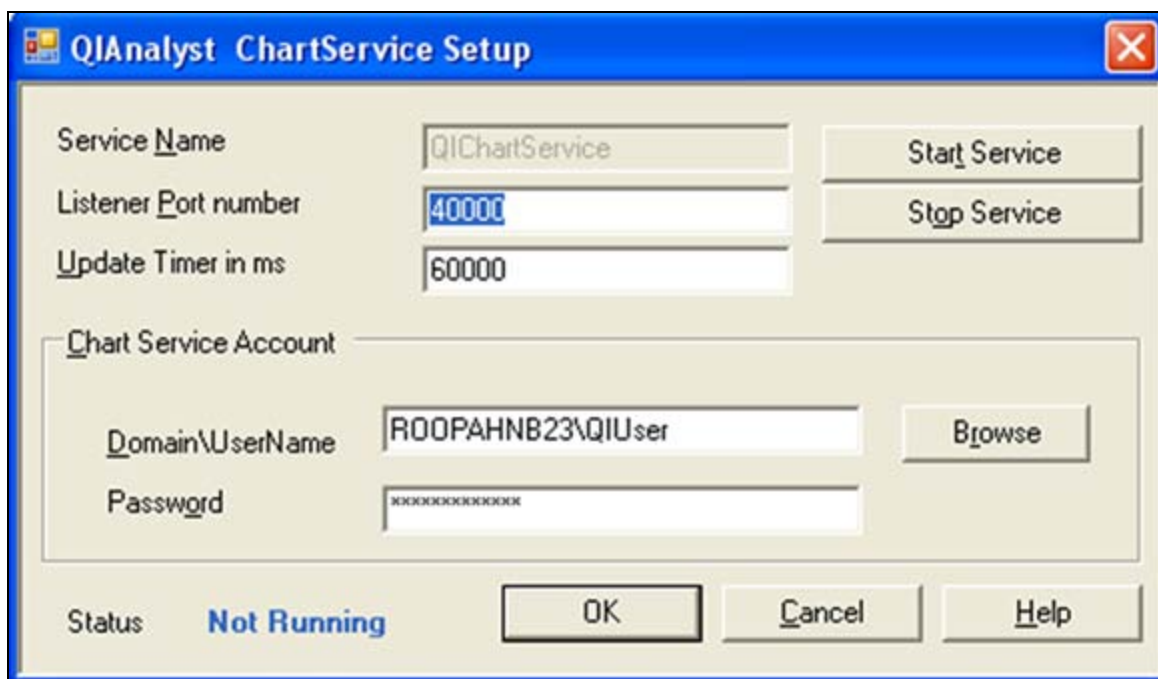 QIAnalyst ChartService Setup
Service Name
QIChartService
Start Service
Listener Port number
40000
Stop Service
Update Timer in ms
60000
Chart Service Account
Domain\UserName
ROOPAHNB23\QIUser
Browse
Password
*************
Status
Not Running
OK
Cancel
Help